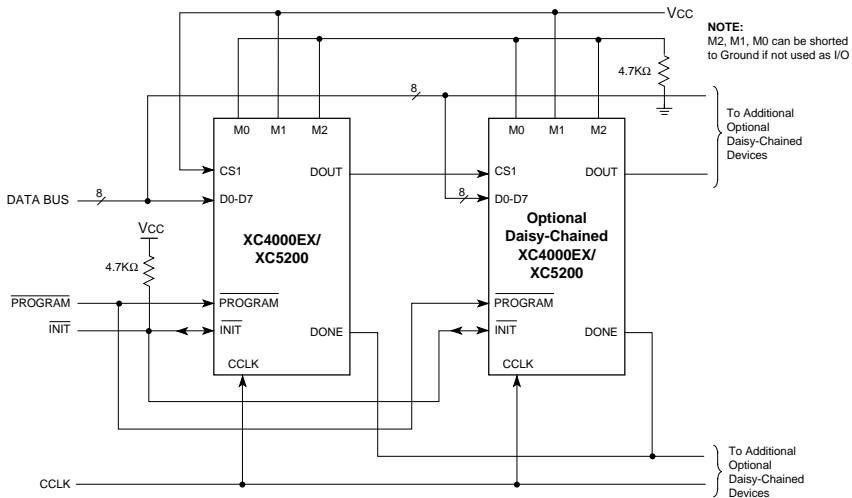 VCC
NOTE:
M2, M1, M0 can be shorted
to Ground if not used as I/O
4.7KΩ
8
M0 M1 M2
M0 M1 M2
To Additional
Optional
Daisy-Chained
Devices
CS1 DOUT
CS1 DOUT
DATA BUS 8
D0-D7
8 D0-D7
VCC
4.7KΩ
XC4000EX/
XC5200
Optional
Daisy-Chained
XC4000EX/
XC5200
PROGRAM
PROGRAM
PROGRAM
INIT
INIT DONE
INIT DONE
CCLK
CCLK
CCLK
To Additional
Optional
Daisy-Chained
Devices